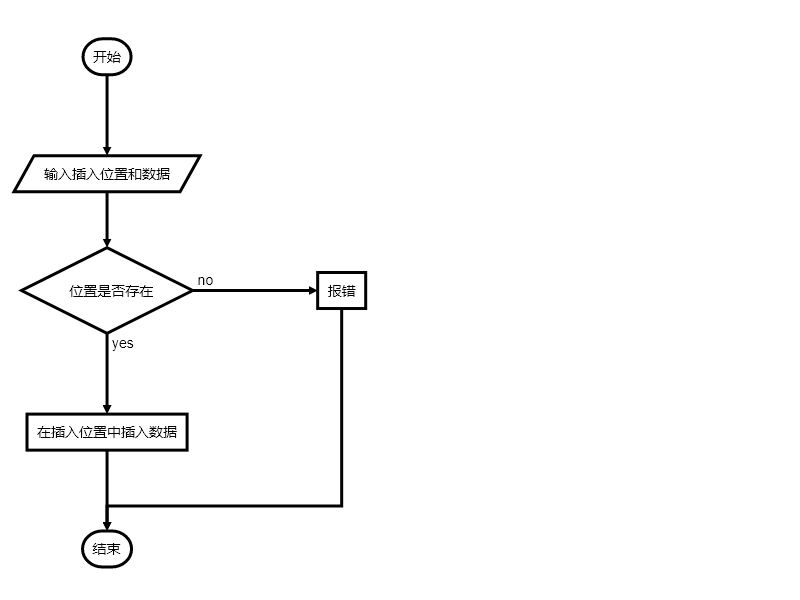 开始
输入插入位置和数据
位置是否存在
no
报错
yes
在插入位置中插入数据
结束